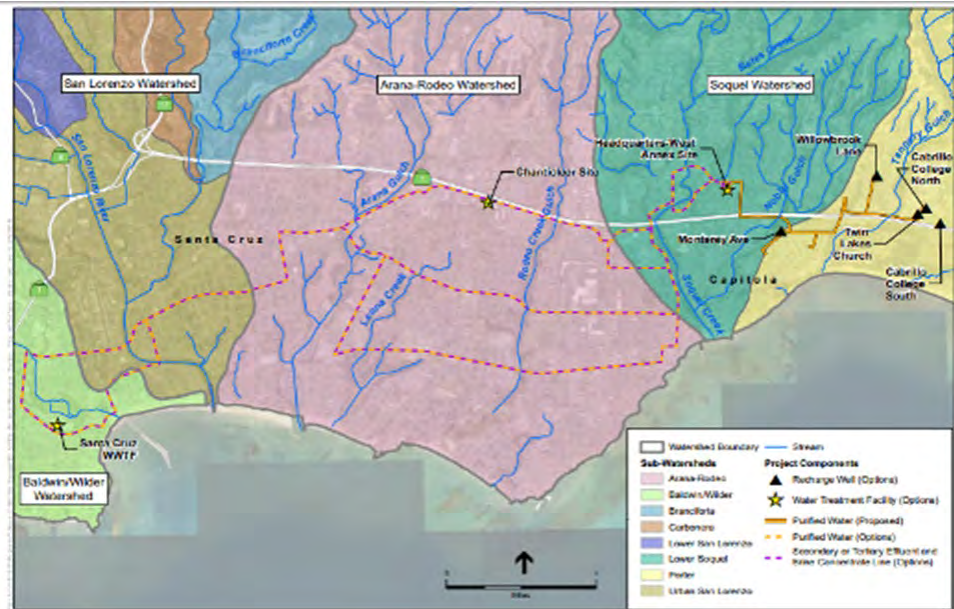 San Lorenzo Watershed
Branciforte Creek
Arana-Rodeo Watershed
Bates Creek
Soquel Watershed
San Lorenzo River
Headquarters-West
Annex Site
Willowbrook
Lane
Tannery Gulch
Cabrillo
College
North
Arana Gulch
Chanticleer Site
Noble Gulch
Rodeo Creek Gulch
Santa Cruz
Monterey Ave
Twin
Lakes
Church
Capitola
Cabrillo
College
South
Leona Creek
Soquel Creek
Santa Cruz
WWTF
Baldwin/Wilder
Watershed
Watershed Boundary
Stream
Sub-Watersheds
Arana-Rodeo
Baldwin/Wilder
Branciforte
Carbonera
Lower San Lorenzo
Lower Soquel
Porter
Urban San Lorenzo
Project Components
Recharge Well (Options)
Water Treatment Facility (Options)
Purified Water (Proposed)
Purified Water (Options)
Secondary or Tertiary Effluent and
Brine Concentrate Line (Options)
Miles